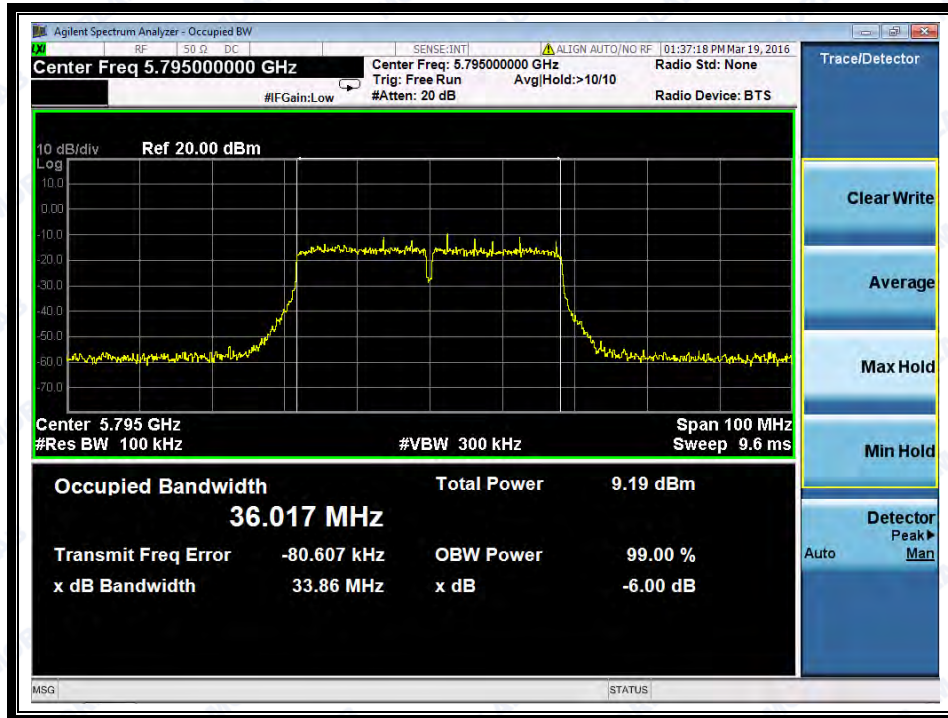 Agilent Spectrum Analyzer - Occupied BW
LXI RF 50 Ω DC SENSE:INT ALIGN AUTO/NO RF 01:37:18 PM Mar 19, 2016
Center Freq 5.795000000 GHz Center Freq: 5.795000000 GHz Radio Std: None
Trig: Free Run Avg|Hold:>10/10
#IFGain:Low #Atten: 20 dB Radio Device: BTS
10 dB/div Ref 20.00 dBm
Log
10.0
0.00
-10.0
-20.0
-30.0
-40.0
-50.0
-60.0
-70.0
Center 5.795 GHz Span 100 MHz
#Res BW 100 kHz #VBW 300 kHz Sweep 9.6 ms
Occupied Bandwidth Total Power 9.19 dBm
36.017 MHz
Transmit Freq Error -80.607 kHz OBW Power 99.00 %
x dB Bandwidth 33.86 MHz x dB -6.00 dB
MSG STATUS
Trace/Detector
Clear Write
Average
Max Hold
Min Hold
Detector
Peak▶
Auto Man